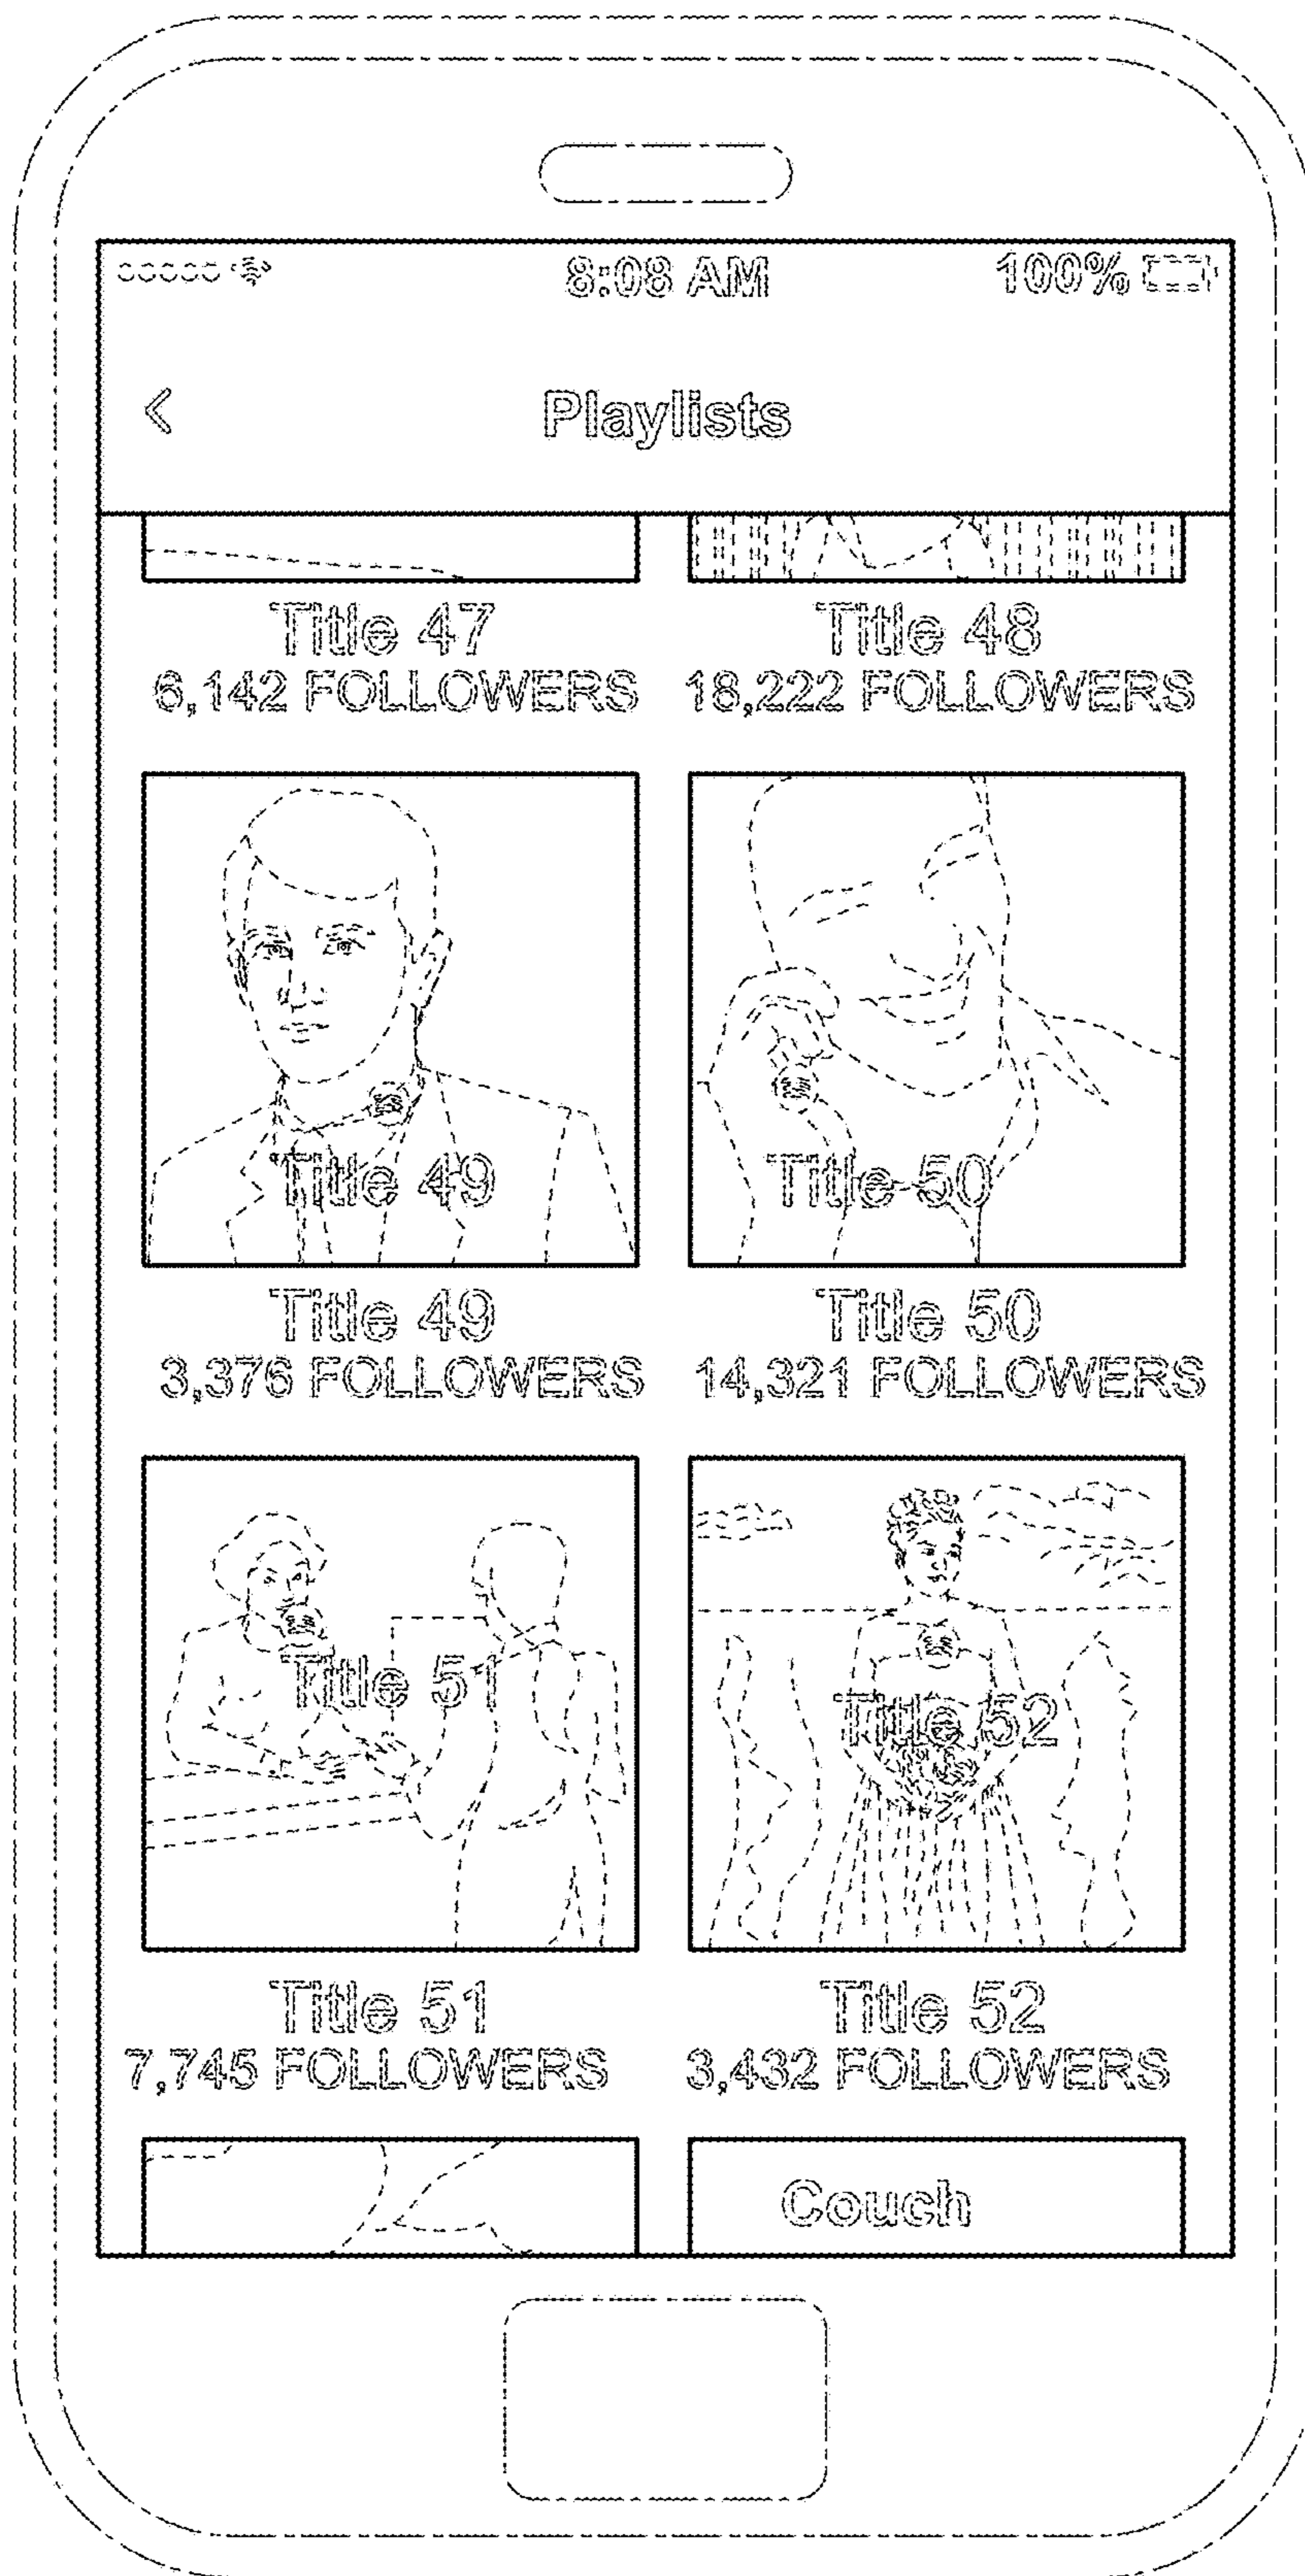 8:08 AM 100%
< Playlists
Title 47 Title 48
6,142 FOLLOWERS 18,222 FOLLOWERS
Title 49 Title 50
Title 49 Title 50
3,376 FOLLOWERS 14,321 FOLLOWERS
Title 51
Title 52
Title 51 Title 52
7,745 FOLLOWERS 3,432 FOLLOWERS
Couch